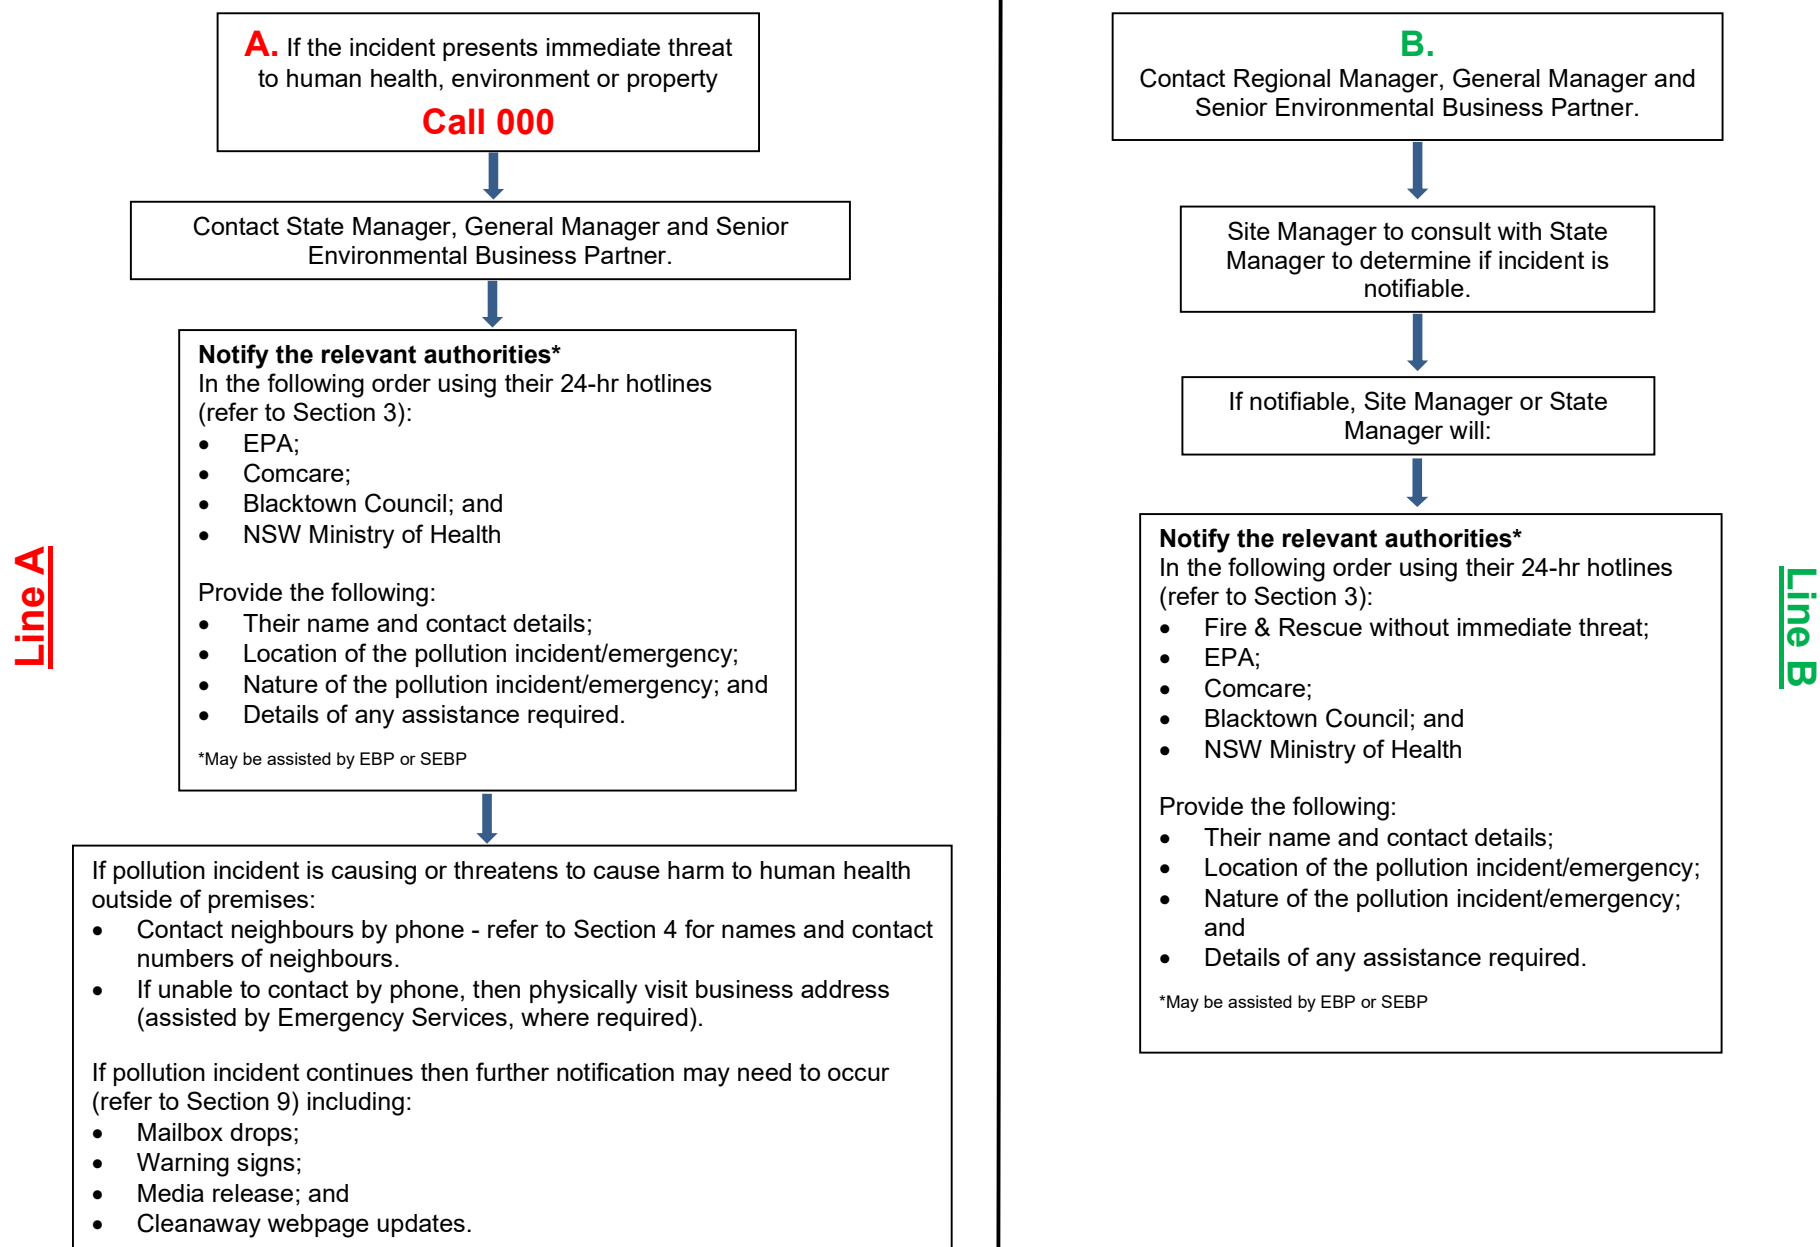 A. If the incident presents immediate threat
to human health, environment or property
Call 000
Contact State Manager, General Manager and Senior
Environmental Business Partner.
Notify the relevant authorities*
In the following order using their 24-hr hotlines
(refer to Section 3):
• EPA;
• Comcare;
• Blacktown Council; and
• NSW Ministry of Health
Provide the following:
• Their name and contact details;
• Location of the pollution incident/emergency;
• Nature of the pollution incident/emergency; and
• Details of any assistance required.
*May be assisted by EBP or SEBP
If pollution incident is causing or threatens to cause harm to human health
outside of premises:
• Contact neighbours by phone - refer to Section 4 for names and contact
numbers of neighbours.
• If unable to contact by phone, then physically visit business address
(assisted by Emergency Services, where required).
If pollution incident continues then further notification may need to occur
(refer to Section 9) including:
• Mailbox drops;
• Warning signs;
• Media release; and
• Cleanaway webpage updates.
Line A
B.
Contact Regional Manager, General Manager and
Senior Environmental Business Partner.
Site Manager to consult with State
Manager to determine if incident is
notifiable.
If notifiable, Site Manager or State
Manager will:
Notify the relevant authorities*
In the following order using their 24-hr hotlines
(refer to Section 3):
• Fire & Rescue without immediate threat;
• EPA;
• Comcare;
• Blacktown Council; and
• NSW Ministry of Health
Provide the following:
• Their name and contact details;
• Location of the pollution incident/emergency;
• Nature of the pollution incident/emergency;
and
• Details of any assistance required.
*May be assisted by EBP or SEBP
Line B